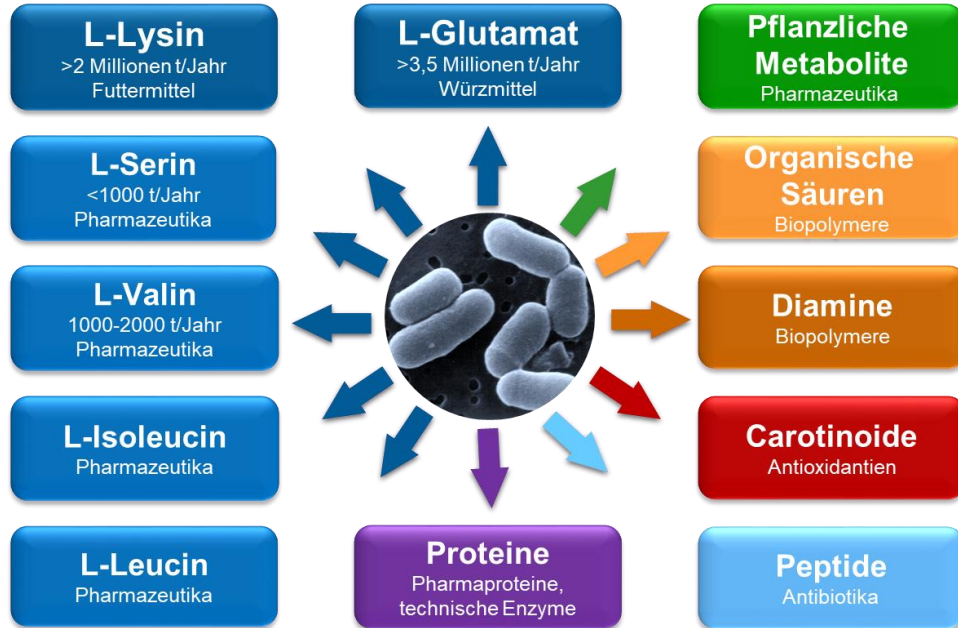 L-Lysin
>2 Millionen t/Jahr
Futtermittel
L-Glutamat
>3,5 Millionen t/Jahr
Würzmittel
Pflanzliche
Metabolite
Pharmazeutika
L-Serin
<1000 t/Jahr
Pharmazeutika
Organische
Säuren
Biopolymere
L-Valin
1000-2000 t/Jahr
Pharmazeutika
Diamine
Biopolymere
L-Isoleucin
Pharmazeutika
Carotinoide
Antioxidantien
L-Leucin
Pharmazeutika
Proteine
Pharmaproteine,
technische Enzyme
Peptide
Antibiotika